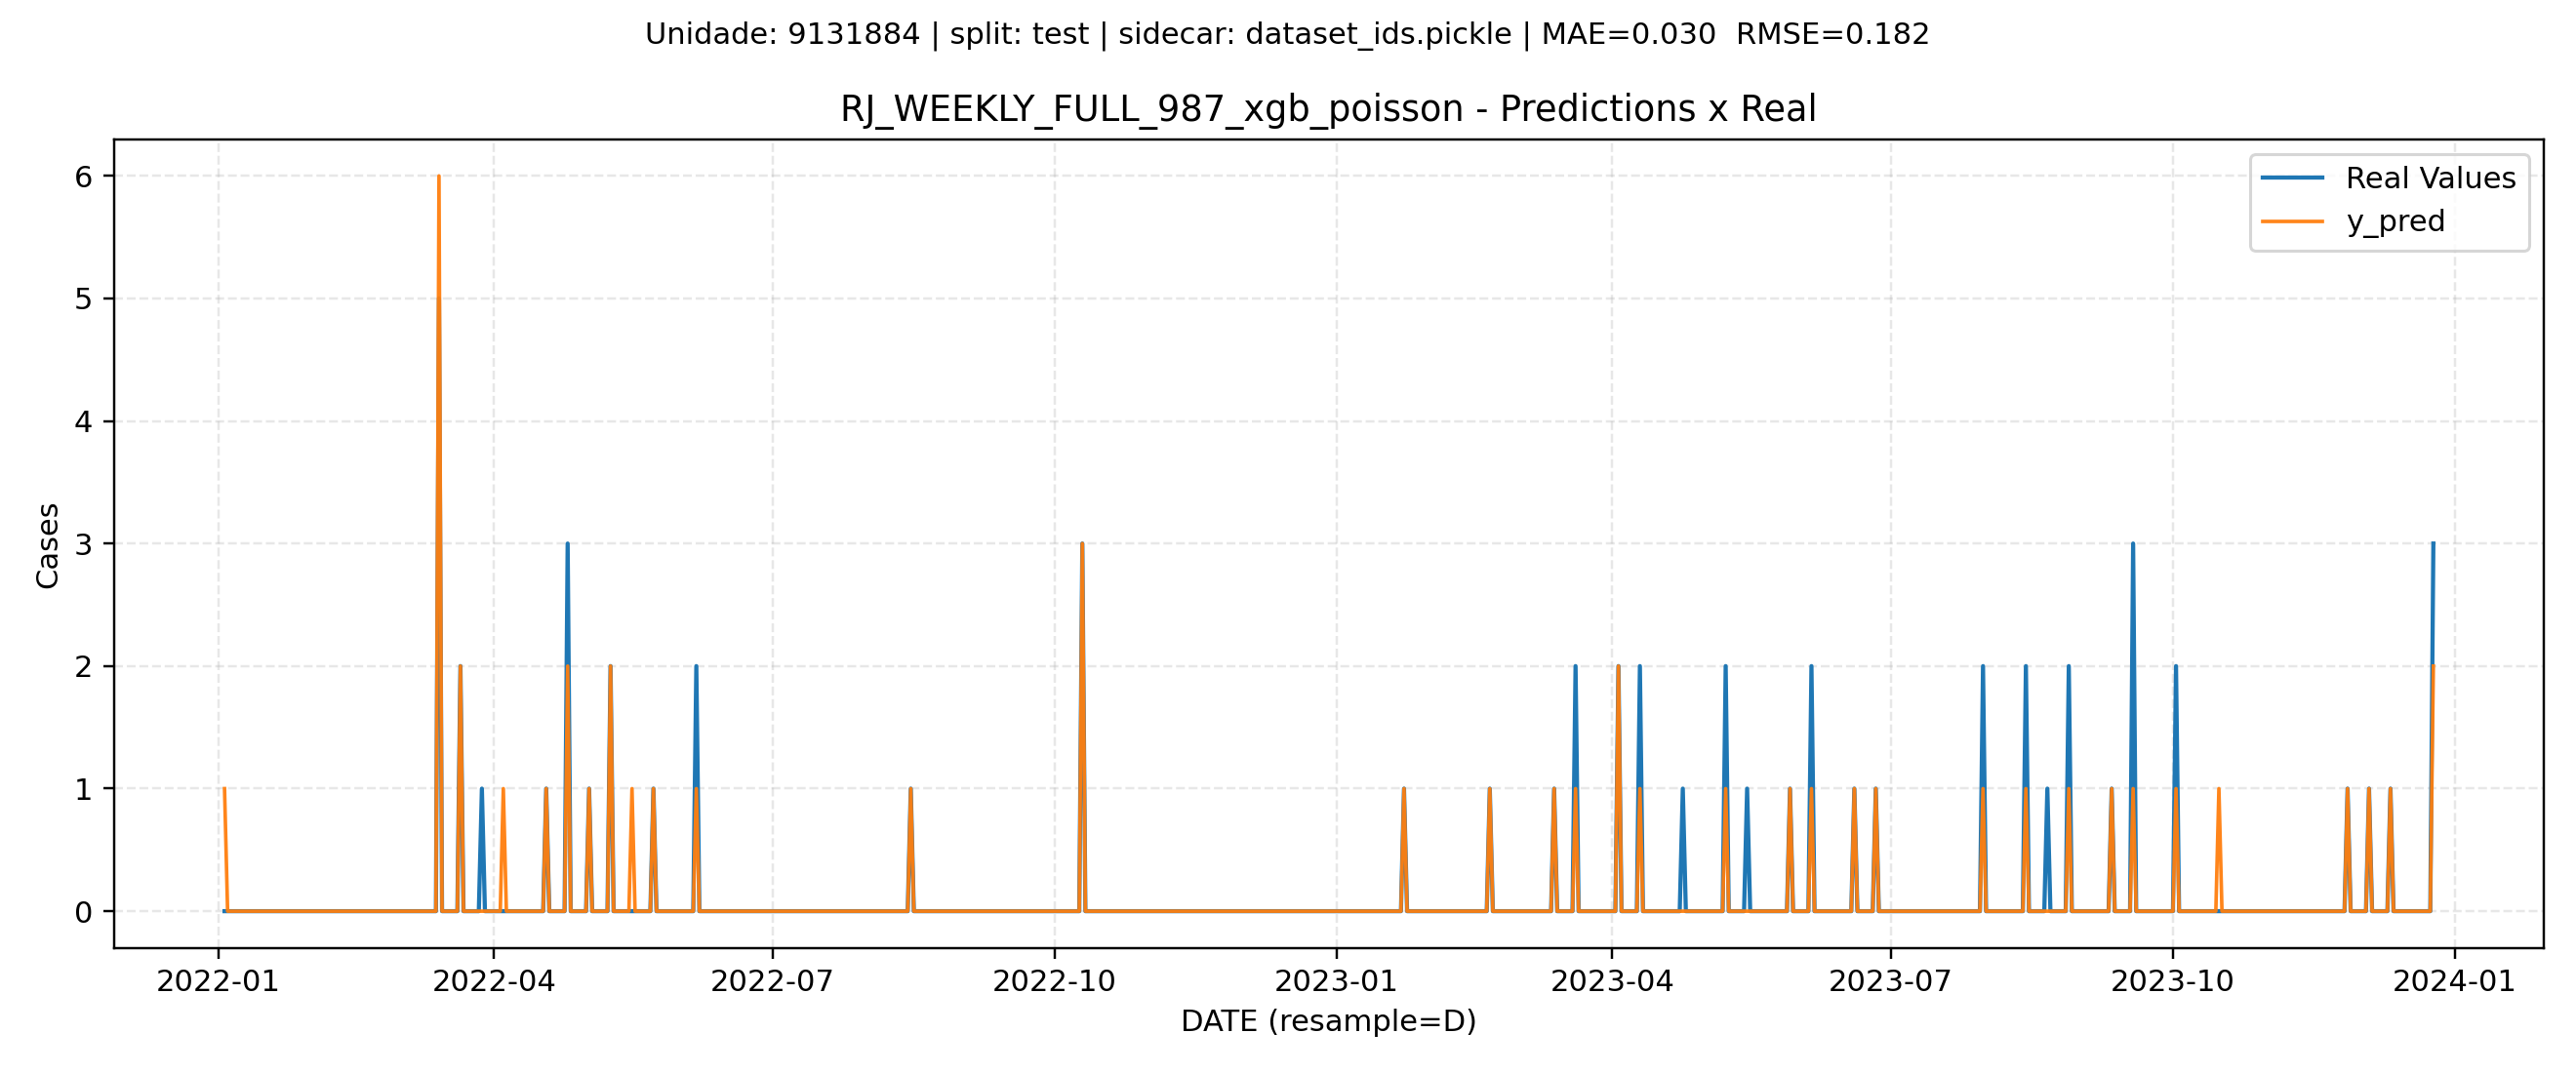 Unidade: 9131884 | split: test | sidecar: dataset_ids.pickle | MAE=0.030  RMSE=0.182
RJ_WEEKLY_FULL_987_xgb_poisson - Predictions x Real
Real Values
y_pred
6
5
4
3
2
1
0
Cases
2022-01
2022-04
2022-07
2022-10
2023-01
2023-04
2023-07
2023-10
2024-01
DATE (resample=D)